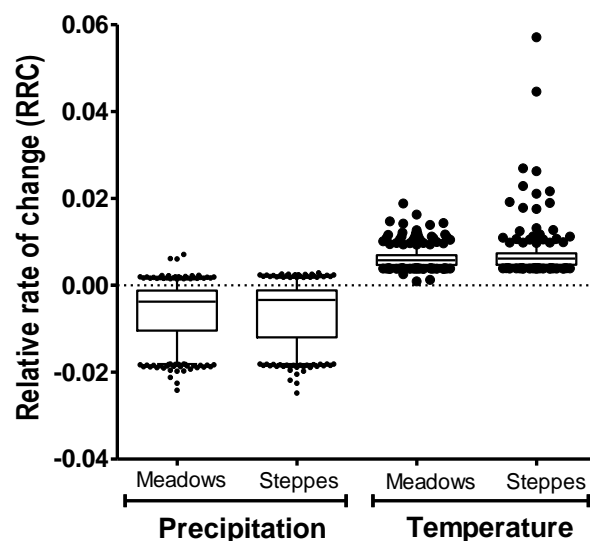 Relative rate of change (RRC)
0.06
0.04
0.02
0.00
-0.02
-0.04
Meadows Steppes Meadows Steppes
Precipitation Temperature